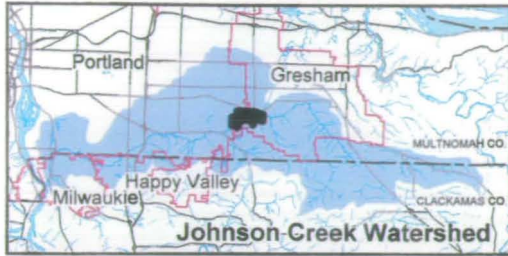 Portland
Gresham
MULTNOMAH CO.
Happy Valley
Milwaukie
CLACKAMAS CO.
Johnson Creek Watershed